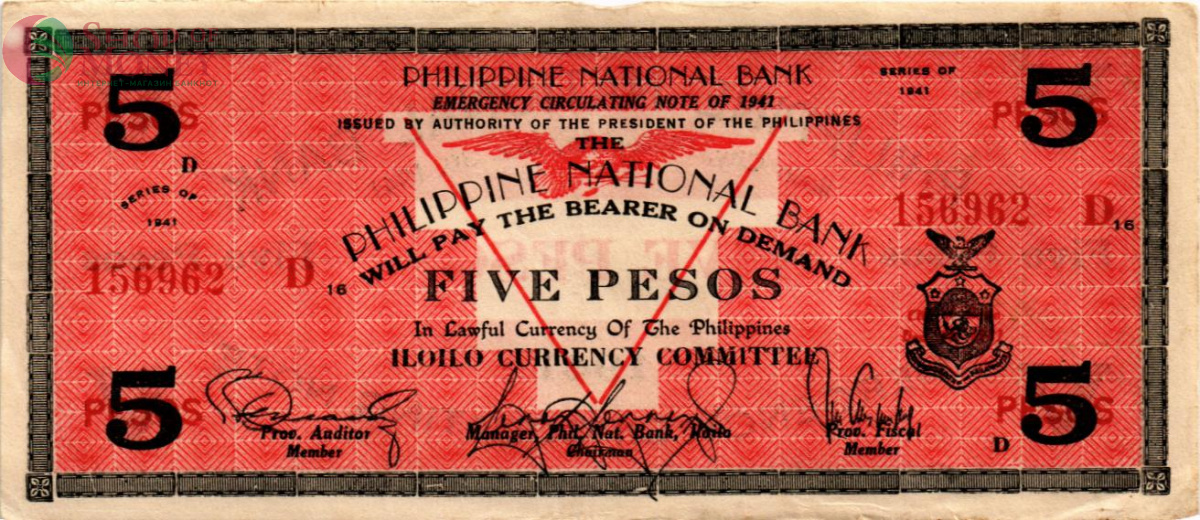 PHILIPPINE NATIONAL BANK
EMERGENCY CIRCULATING NOTE OF 1941
ISSUED BY AUTHORITY OF THE PRESIDENT OF THE PHILIPPINES
SERIES OF
1941
5
PESOS
D
5
PESOS
THE
PHILIPPINE NATIONAL BANK
WILL PAY THE BEARER ON DEMAND
SERIES OF
1941
156962 D16
156962 D16
FIVE PESOS
In Lawful Currency Of The Philippines
ILOILO CURRENCY COMMITTEE
5
PESOS
5
PESOS
D
Prov. Auditor
Member
Manager, Phil. Nat. Bank, Iloilo
Chairman
Prov. Fiscal
Member